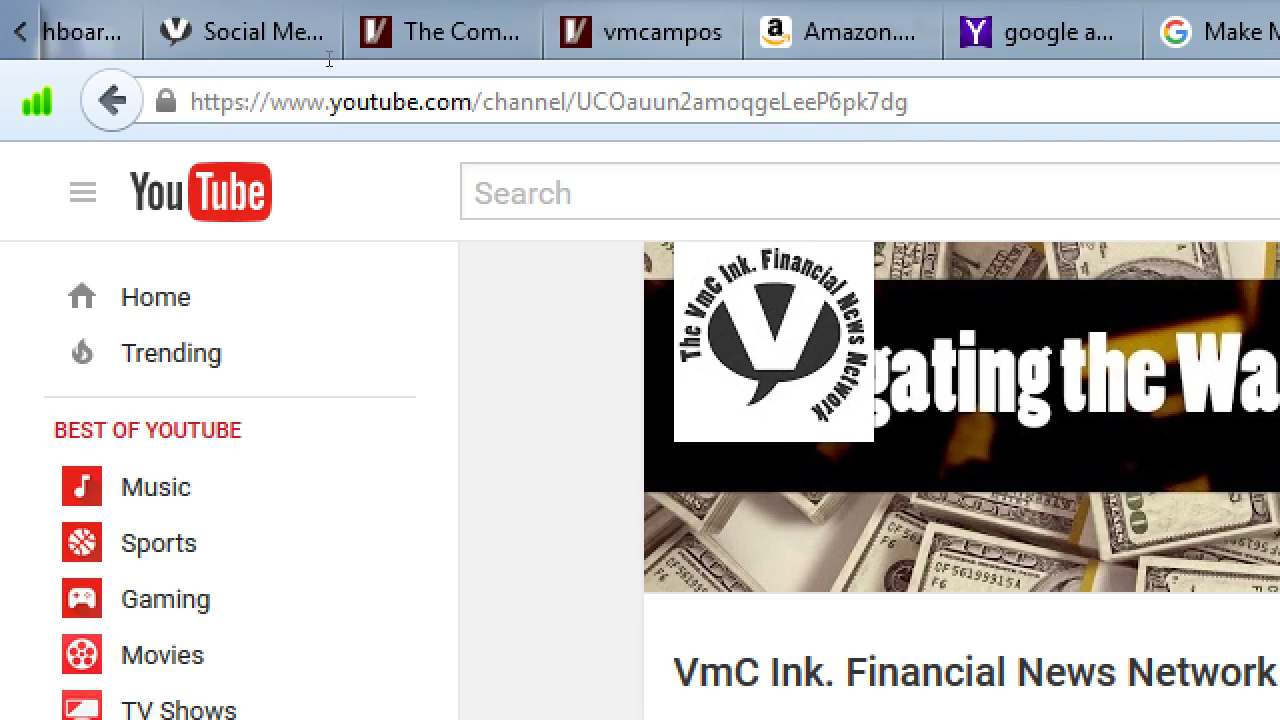 hboar... Social Me... The Com... vmcampos Amazon.... google a... Make M
https://www.youtube.com/channel/UCOauun2amoqgeLeeP6pk7dg
YouTube
Search
Home
Trending
BEST OF YOUTUBE
Music
Sports
Gaming
Movies
TV Shows
The VmC Ink. Financial News Network
V
gating the Wa
CF56199915A
F6
VmC Ink. Financial News Network